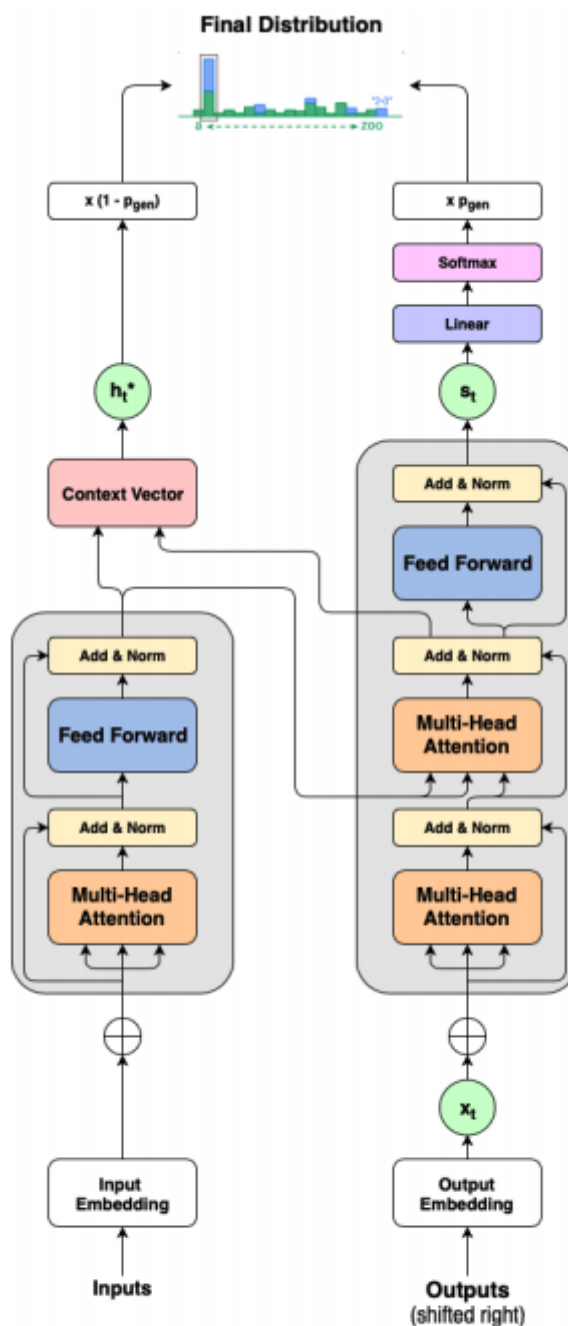 Final Distribution
"2-0"
a
zoo
x (1 - pgen)
x pgen
Softmax
Linear
ht*
st
Context Vector
Add & Norm
Feed Forward
Add & Norm
Multi-Head
Attention
Add & Norm
Multi-Head
Attention
Add & Norm
Feed Forward
Add & Norm
Multi-Head
Attention
xt
Input
Embedding
Output
Embedding
Inputs
Outputs
(shifted right)